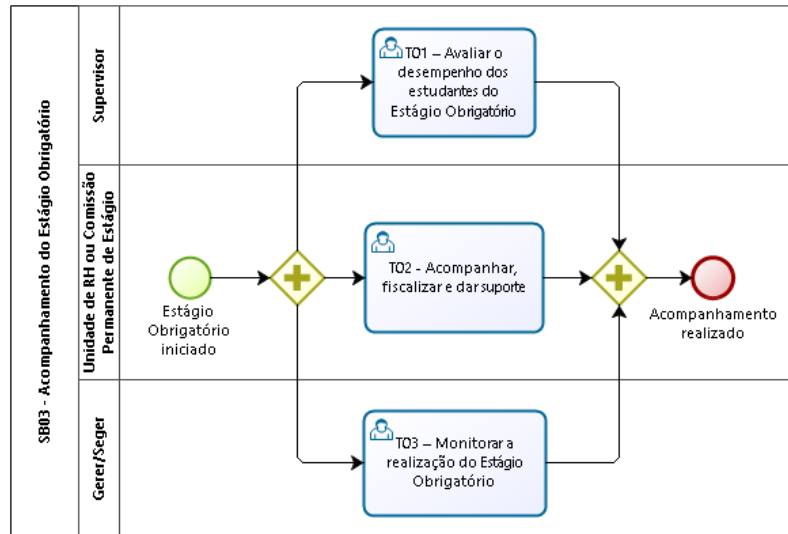 SB03 - Acompanhamento do Estágio Obrigatório
Supervisor
T01 – Avaliar o
desempenho dos
estudantes do
Estágio Obrigatório
Unidade de RH ou Comissão
Permanente de Estágio
Estágio
Obrigatório
iniciado
T02 - Acompanhar,
fiscalizar e dar suporte
Acompanhamento
realizado
Gerer/Seger
T03 – Monitorar a
realização do Estágio
Obrigatório